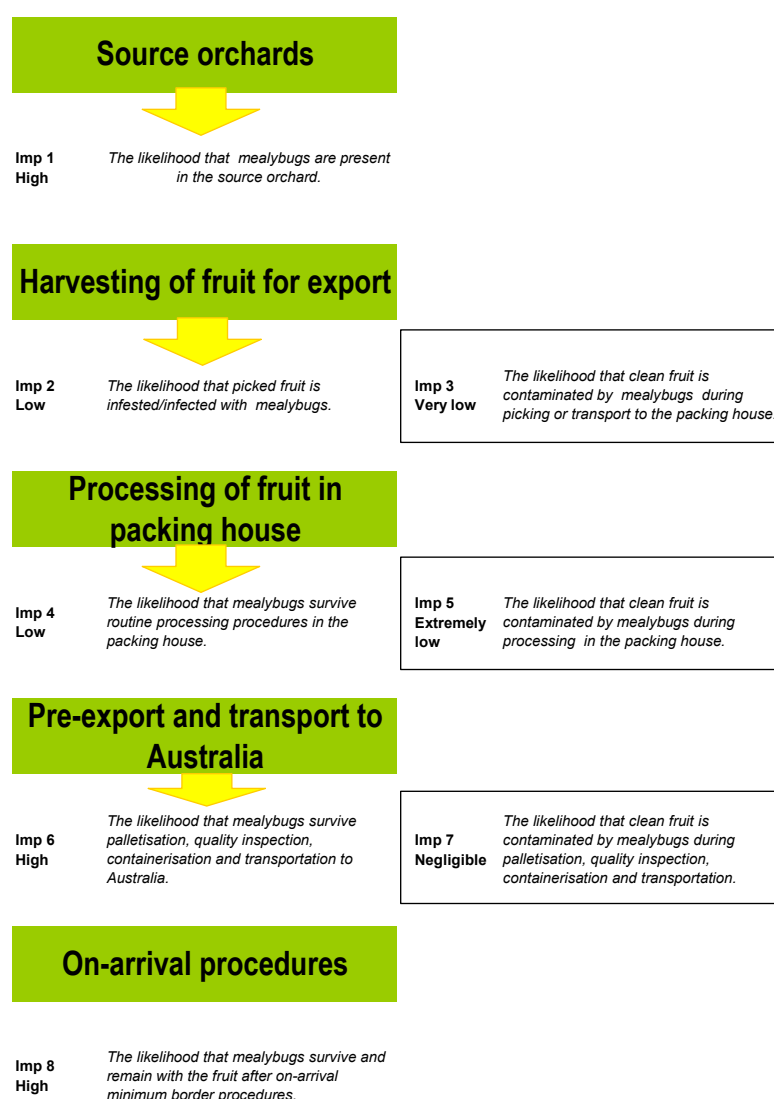 Source orchards
Imp 1
High
The likelihood that mealybugs are present
in the source orchard.
Harvesting of fruit for export
Imp 2
Low
The likelihood that picked fruit is
infested/infected with mealybugs.
Imp 3
Very low
The likelihood that clean fruit is
contaminated by mealybugs during
picking or transport to the packing house.
Processing of fruit in
packing house
Imp 4
Low
The likelihood that mealybugs survive
routine processing procedures in the
packing house.
Imp 5
Extremely
low
The likelihood that clean fruit is
contaminated by mealybugs during
processing in the packing house.
Pre-export and transport to
Australia
Imp 6
High
The likelihood that mealybugs survive
palletisation, quality inspection,
containerisation and transportation to
Australia.
Imp 7
Negligible
The likelihood that clean fruit is
contaminated by mealybugs during
palletisation, quality inspection,
containerisation and transportation.
On-arrival procedures
Imp 8
High
The likelihood that mealybugs survive and
remain with the fruit after on-arrival
minimum border procedures.